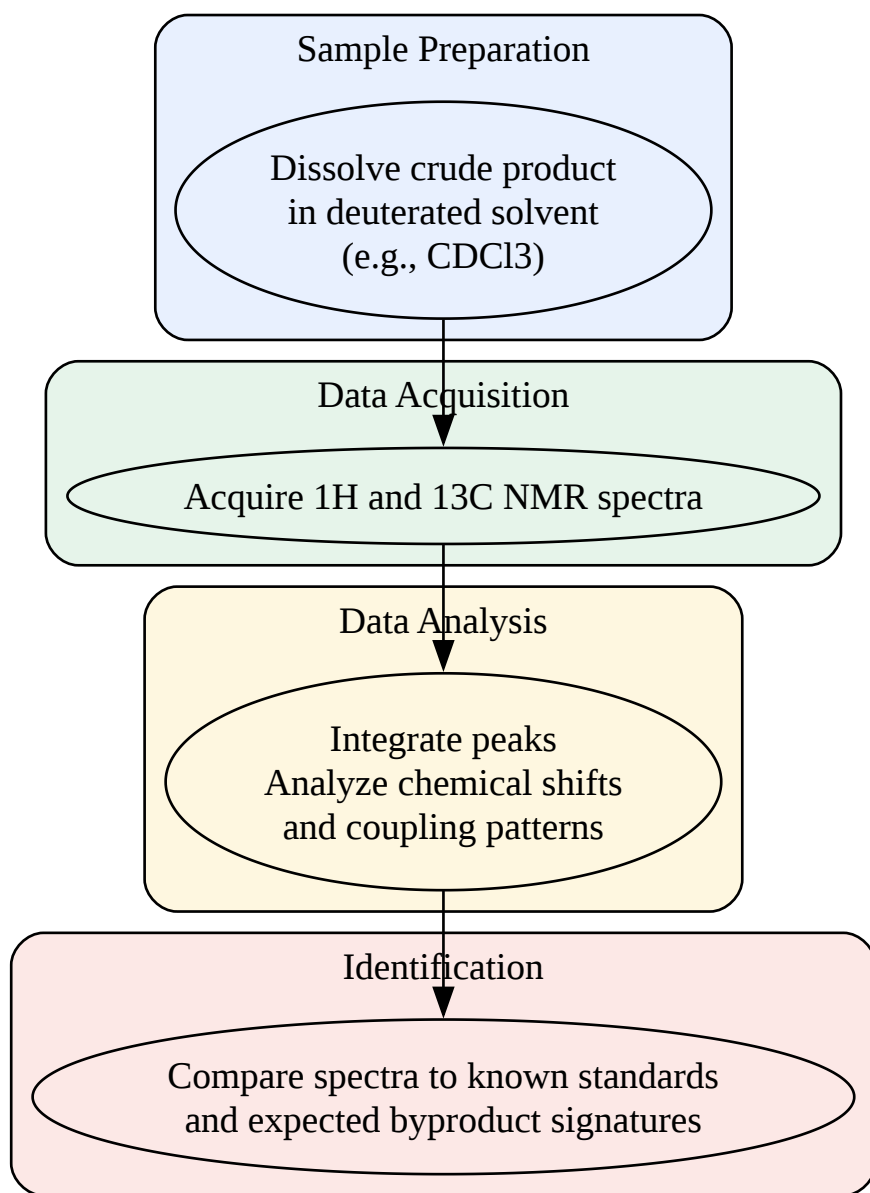 Sample Preparation
Dissolve crude product
in deuterated solvent
(e.g., CDCl3)
Data Acquisition
Acquire 1H and 13C NMR spectra
Data Analysis
Integrate peaks
Analyze chemical shifts
and coupling patterns
Identification
Compare spectra to known standards
and expected byproduct signatures